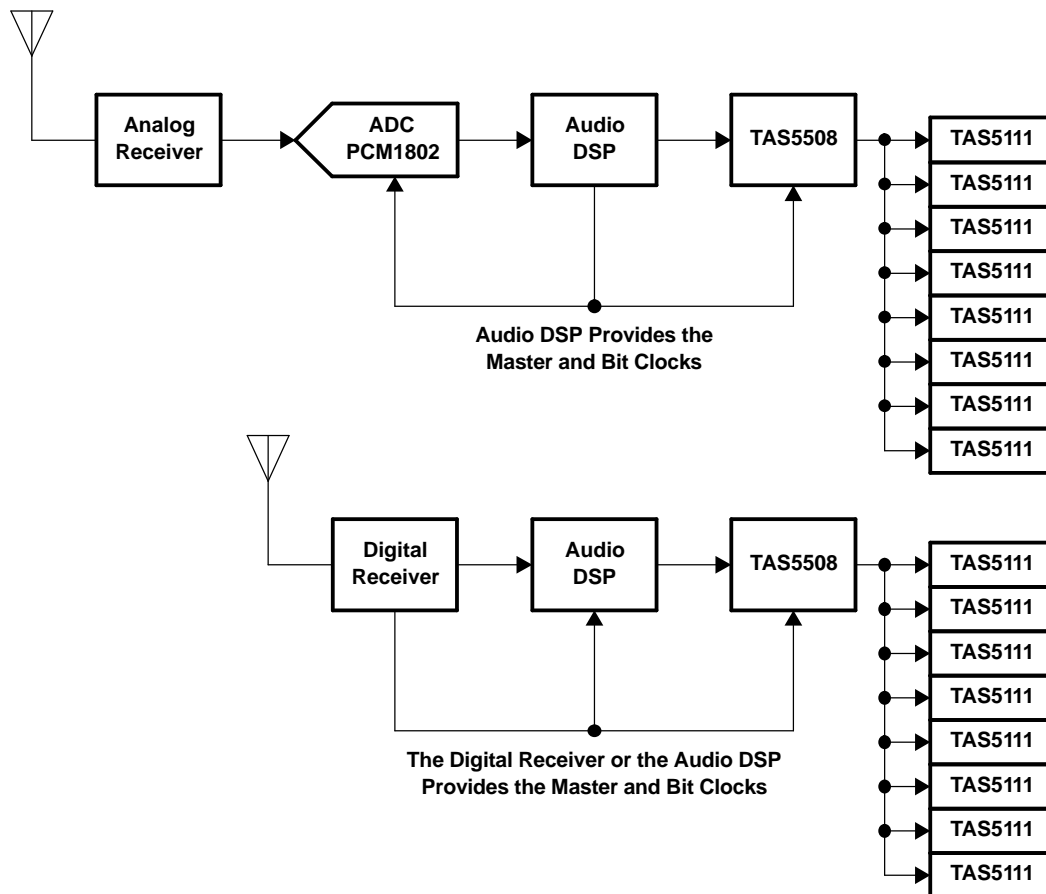 Analog
Receiver
ADC
PCM1802
Audio
DSP
TAS5508
TAS5111
TAS5111
TAS5111
TAS5111
TAS5111
TAS5111
TAS5111
TAS5111
Audio DSP Provides the
Master and Bit Clocks
Digital
Receiver
Audio
DSP
TAS5508
TAS5111
TAS5111
TAS5111
TAS5111
TAS5111
TAS5111
TAS5111
TAS5111
The Digital Receiver or the Audio DSP
Provides the Master and Bit Clocks